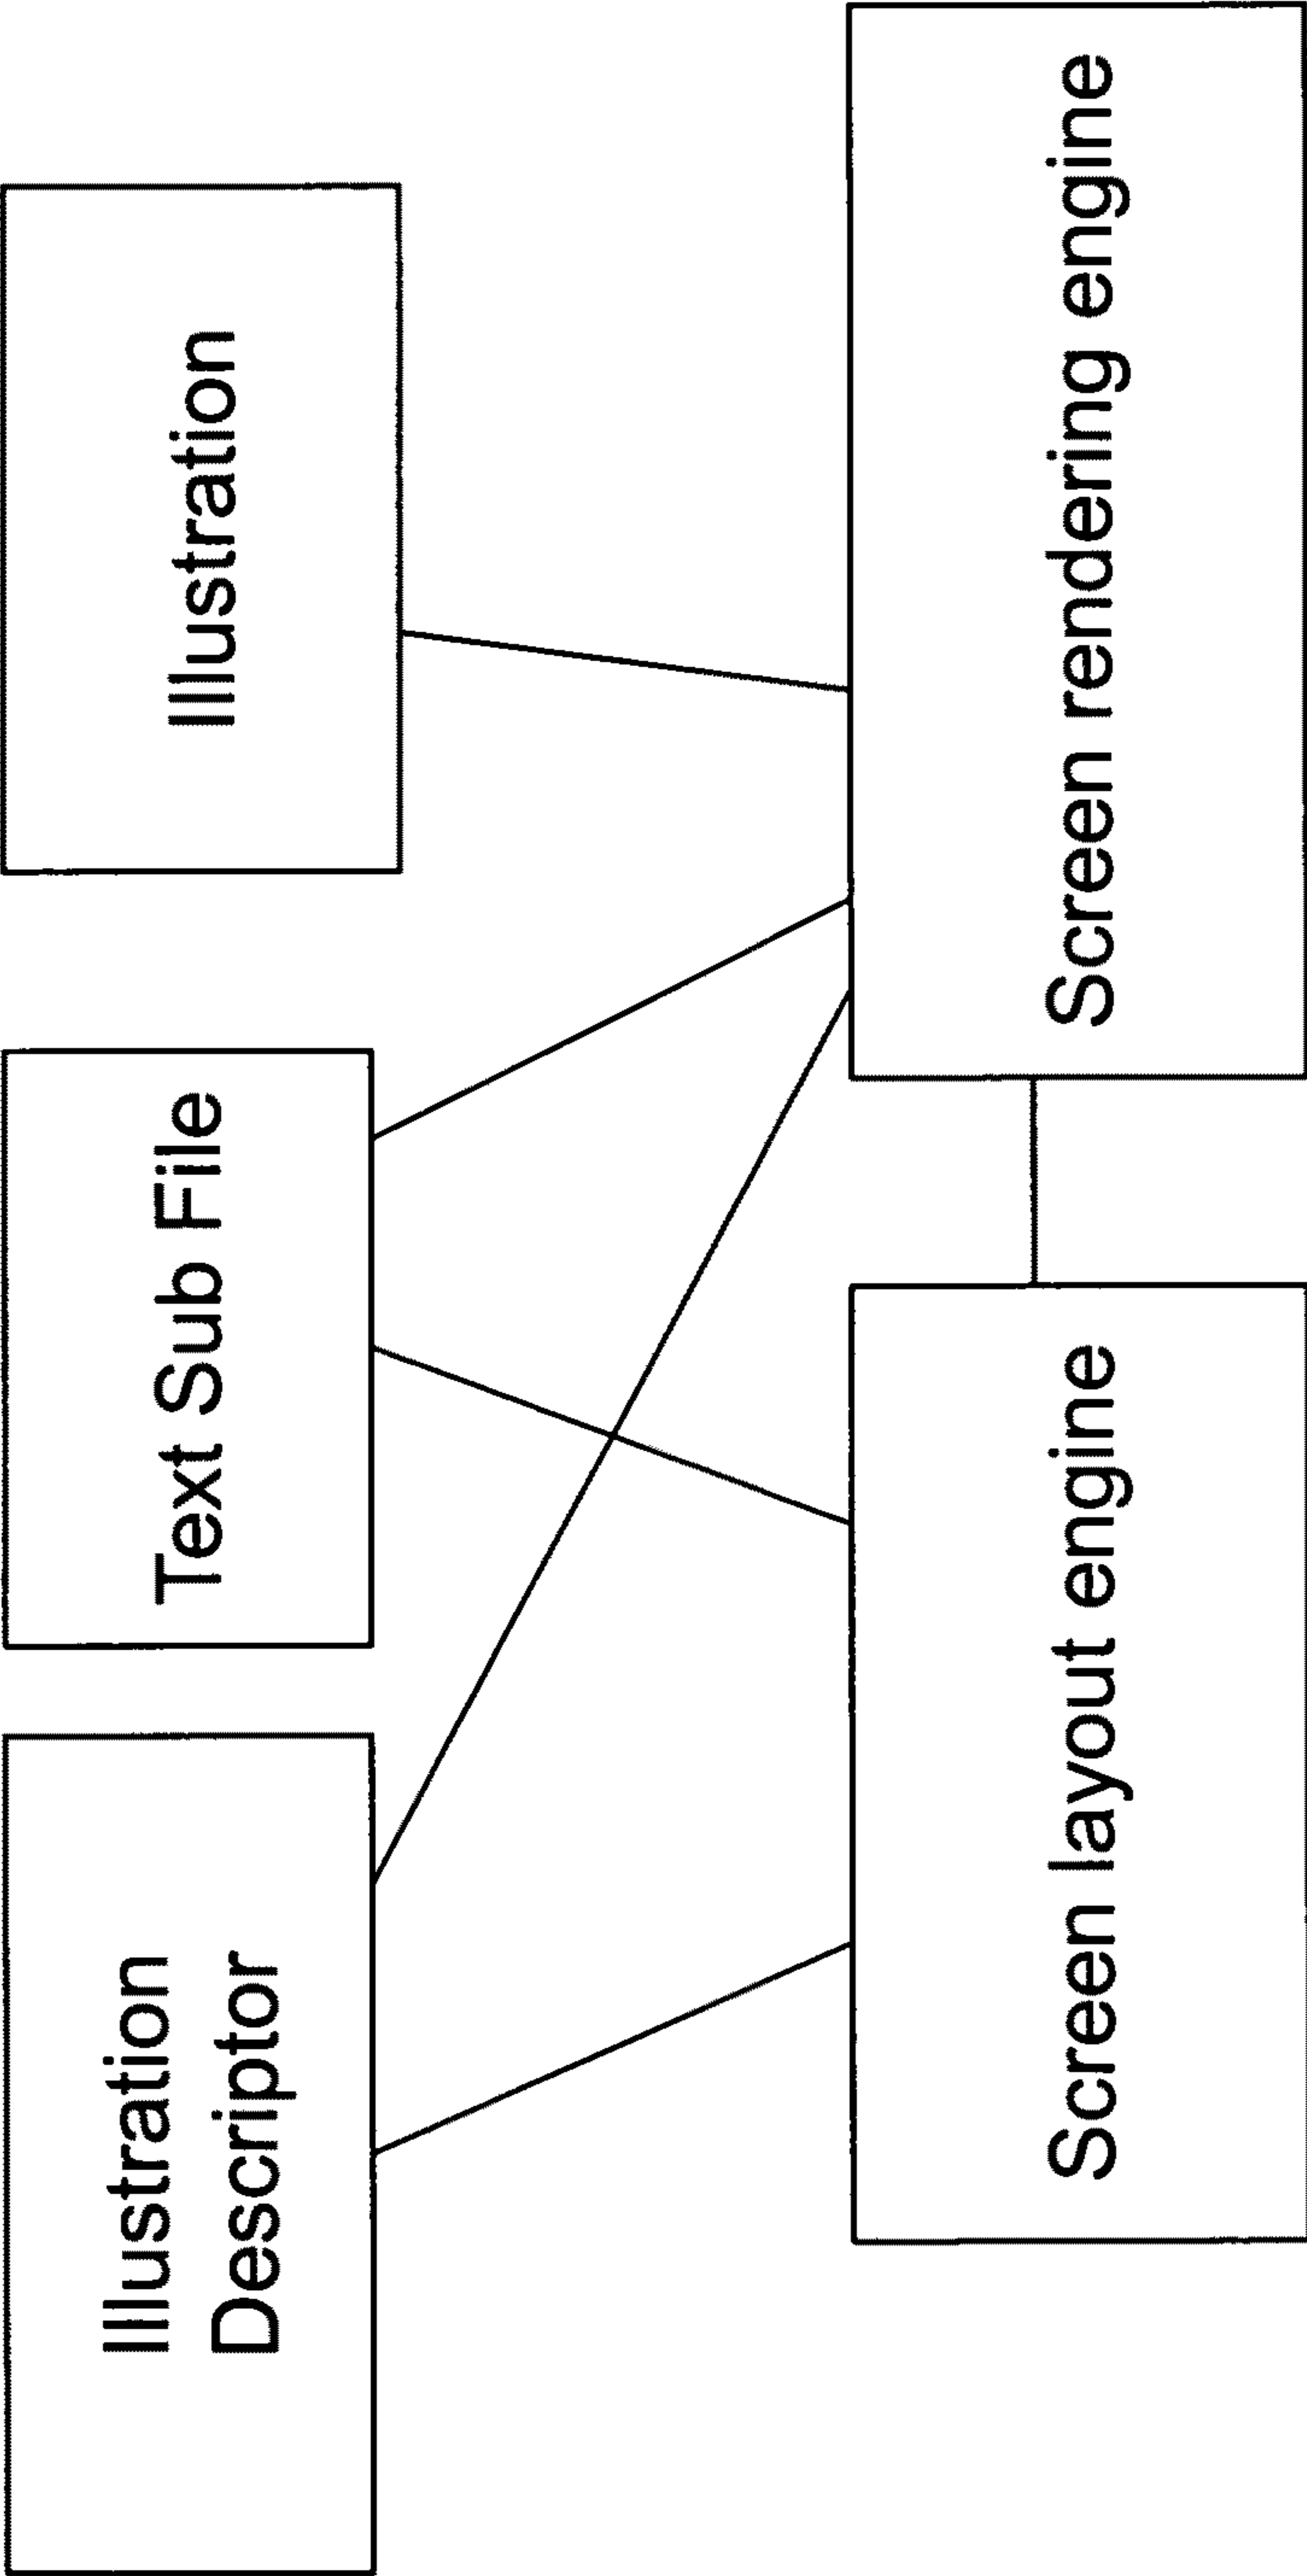 Illustration
Descriptor
Text Sub File
Illustration
Screen layout engine
Screen rendering engine